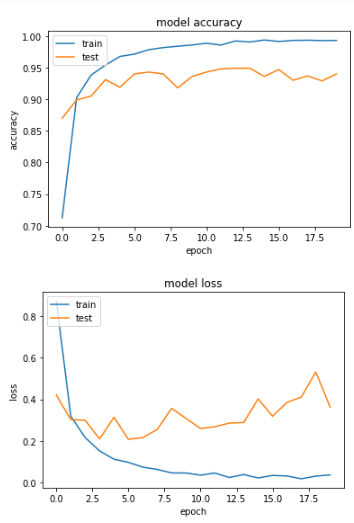 model accuracy
1.00
0.95
0.90
0.85
0.80
0.75
0.70
accuracy
train
test
0.0 2.5 5.0 7.5 10.0 12.5 15.0 17.5
epoch
model loss
0.8
0.6
0.4
0.2
0.0
loss
train
test
0.0 2.5 5.0 7.5 10.0 12.5 15.0 17.5
epoch